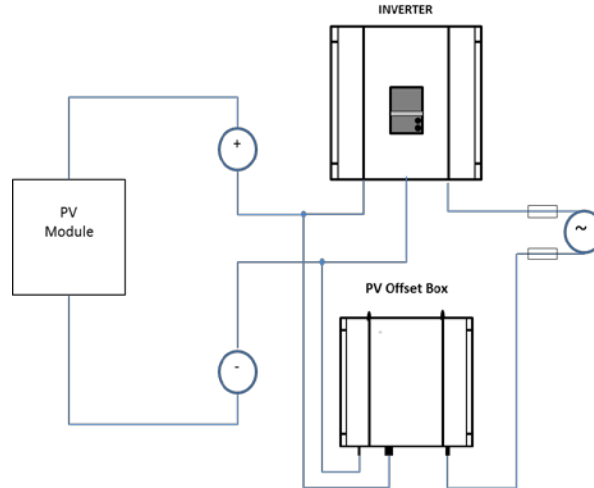 INVERTER
+
PV
Module
~
PV Offset Box
-